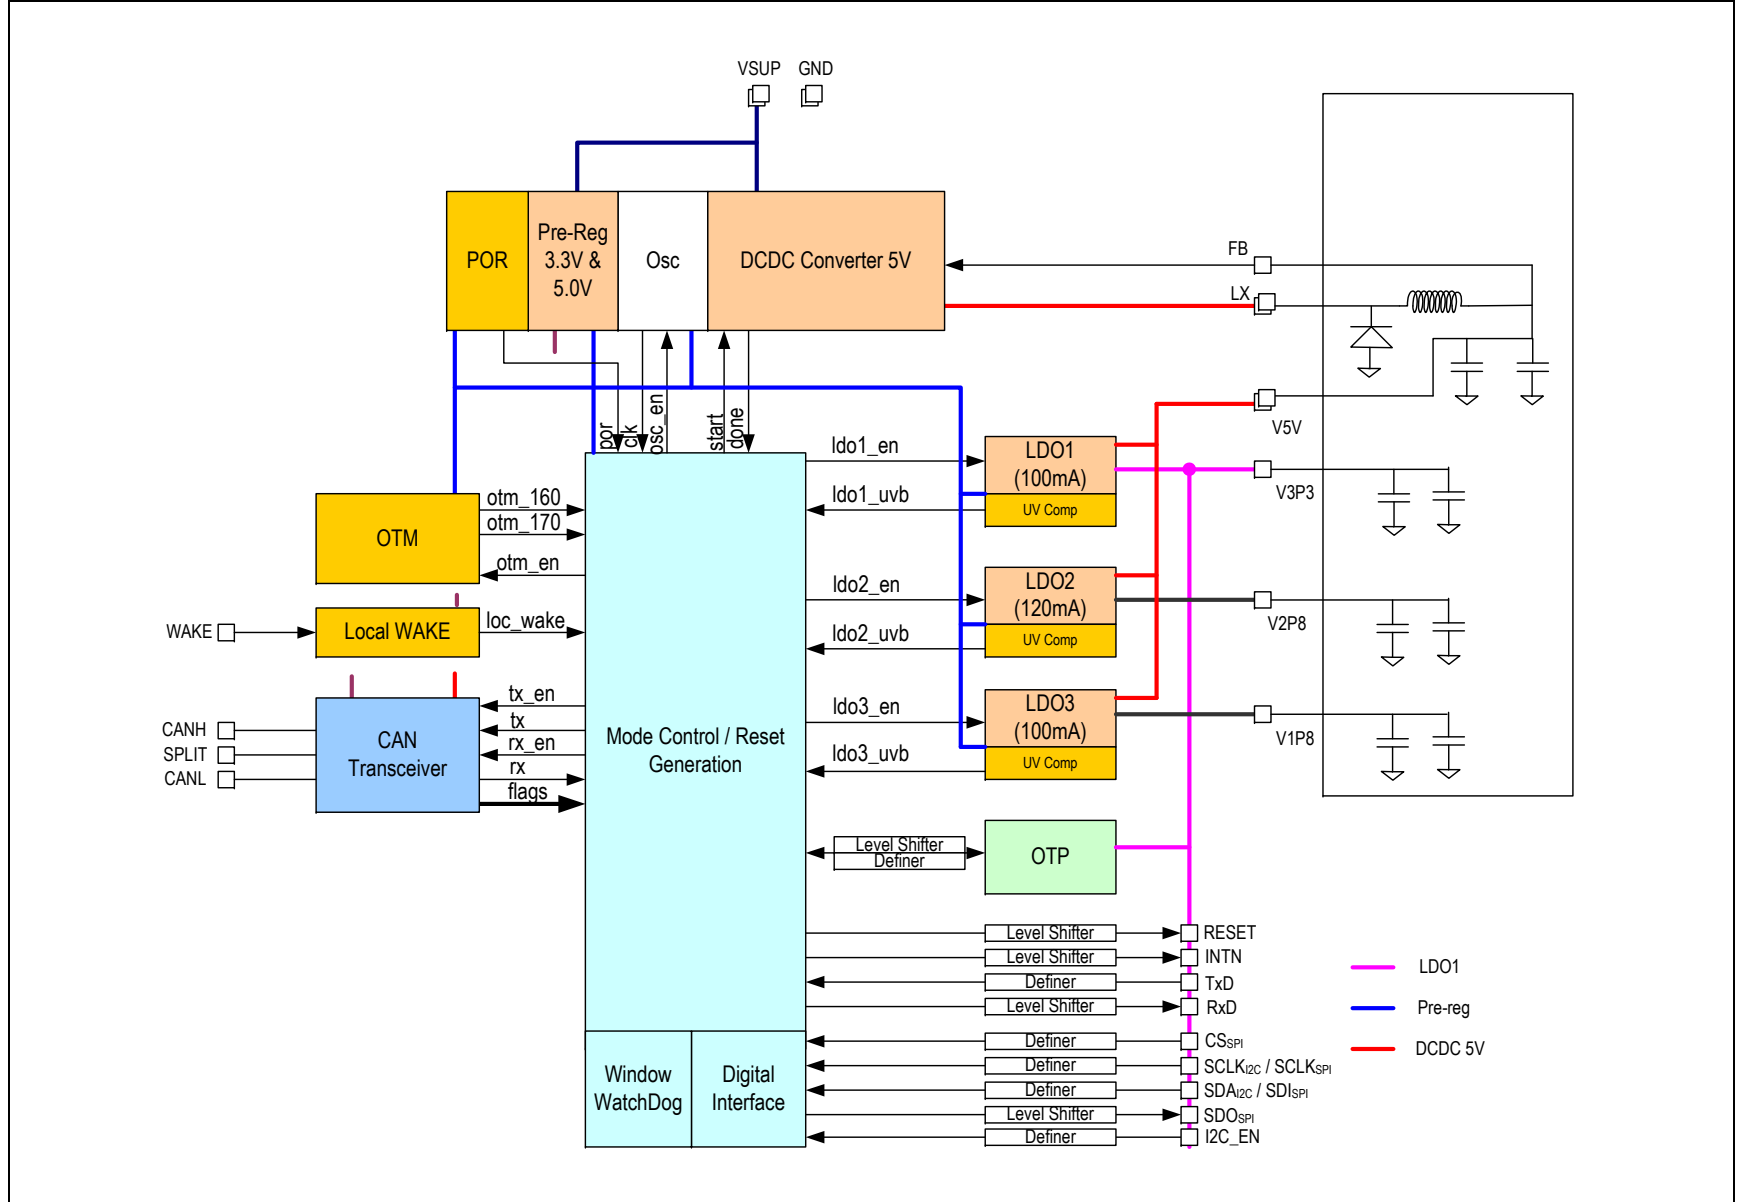 VSUP GND
POR
Pre-Reg
3.3V &
5.0V
Osc
DCDC Converter 5V
FB
LX
V5V
V3P3
V2P8
V1P8
por
clk
osc_en
start
done
ldo1_en
ldo1_uvb
LDO1
(100mA)
UV Comp
OTM
otm_160
otm_170
otm_en
ldo2_en
ldo2_uvb
LDO2
(120mA)
UV Comp
WAKE
Local WAKE
loc_wake
ldo3_en
ldo3_uvb
LDO3
(100mA)
UV Comp
CANH
SPLIT
CANL
CAN
Transceiver
tx_en
tx
rx_en
rx
flags
Mode Control / Reset
Generation
Level Shifter
Definer
OTP
Level Shifter RESET
Level Shifter INTN
Definer TxD
Level Shifter RxD
Definer CSSPI
Definer SCLKI2C / SCLKSPI
Definer SDAI2C / SDISPI
Level Shifter SDOSPI
Definer I2C_EN
Window
WatchDog
Digital
Interface
LDO1
Pre-reg
DCDC 5V